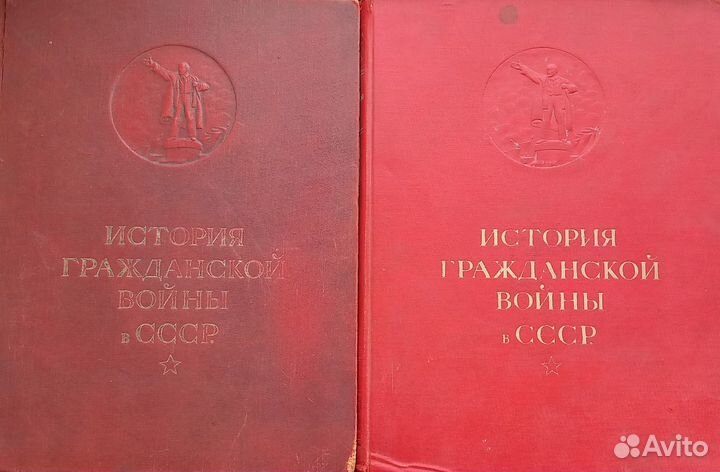 ИСТОРИЯ
ГРАЖДАНСКОЙ
ВОЙНЫ
в СССР.
ИСТОРИЯ
ГРАЖДАНСКОЙ
ВОЙНЫ
в СССР.
Avito